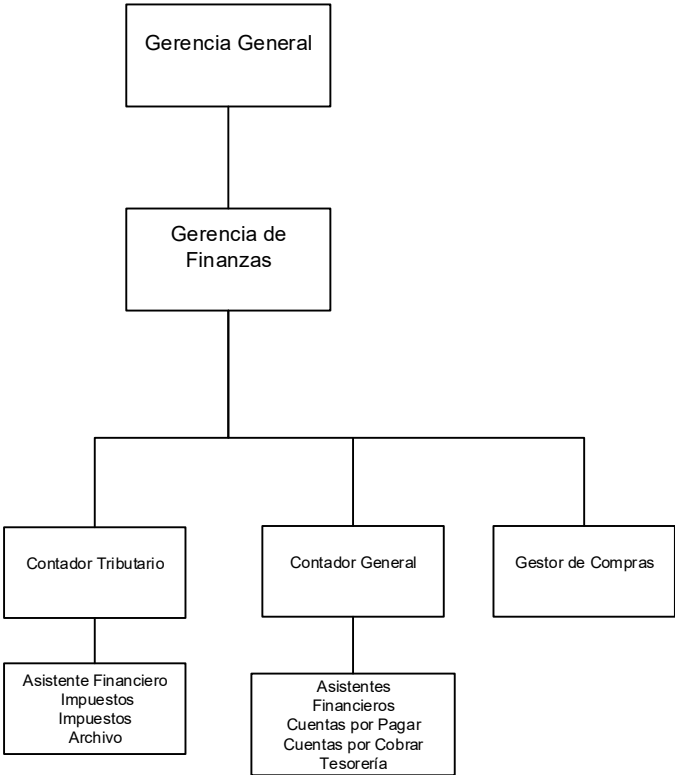 Gerencia General
Gerencia de
Finanzas
Contador Tributario
Contador General
Gestor de Compras
Asistente Financiero
Impuestos
Impuestos
Archivo
Asistentes
Financieros
Cuentas por Pagar
Cuentas por Cobrar
Tesorería